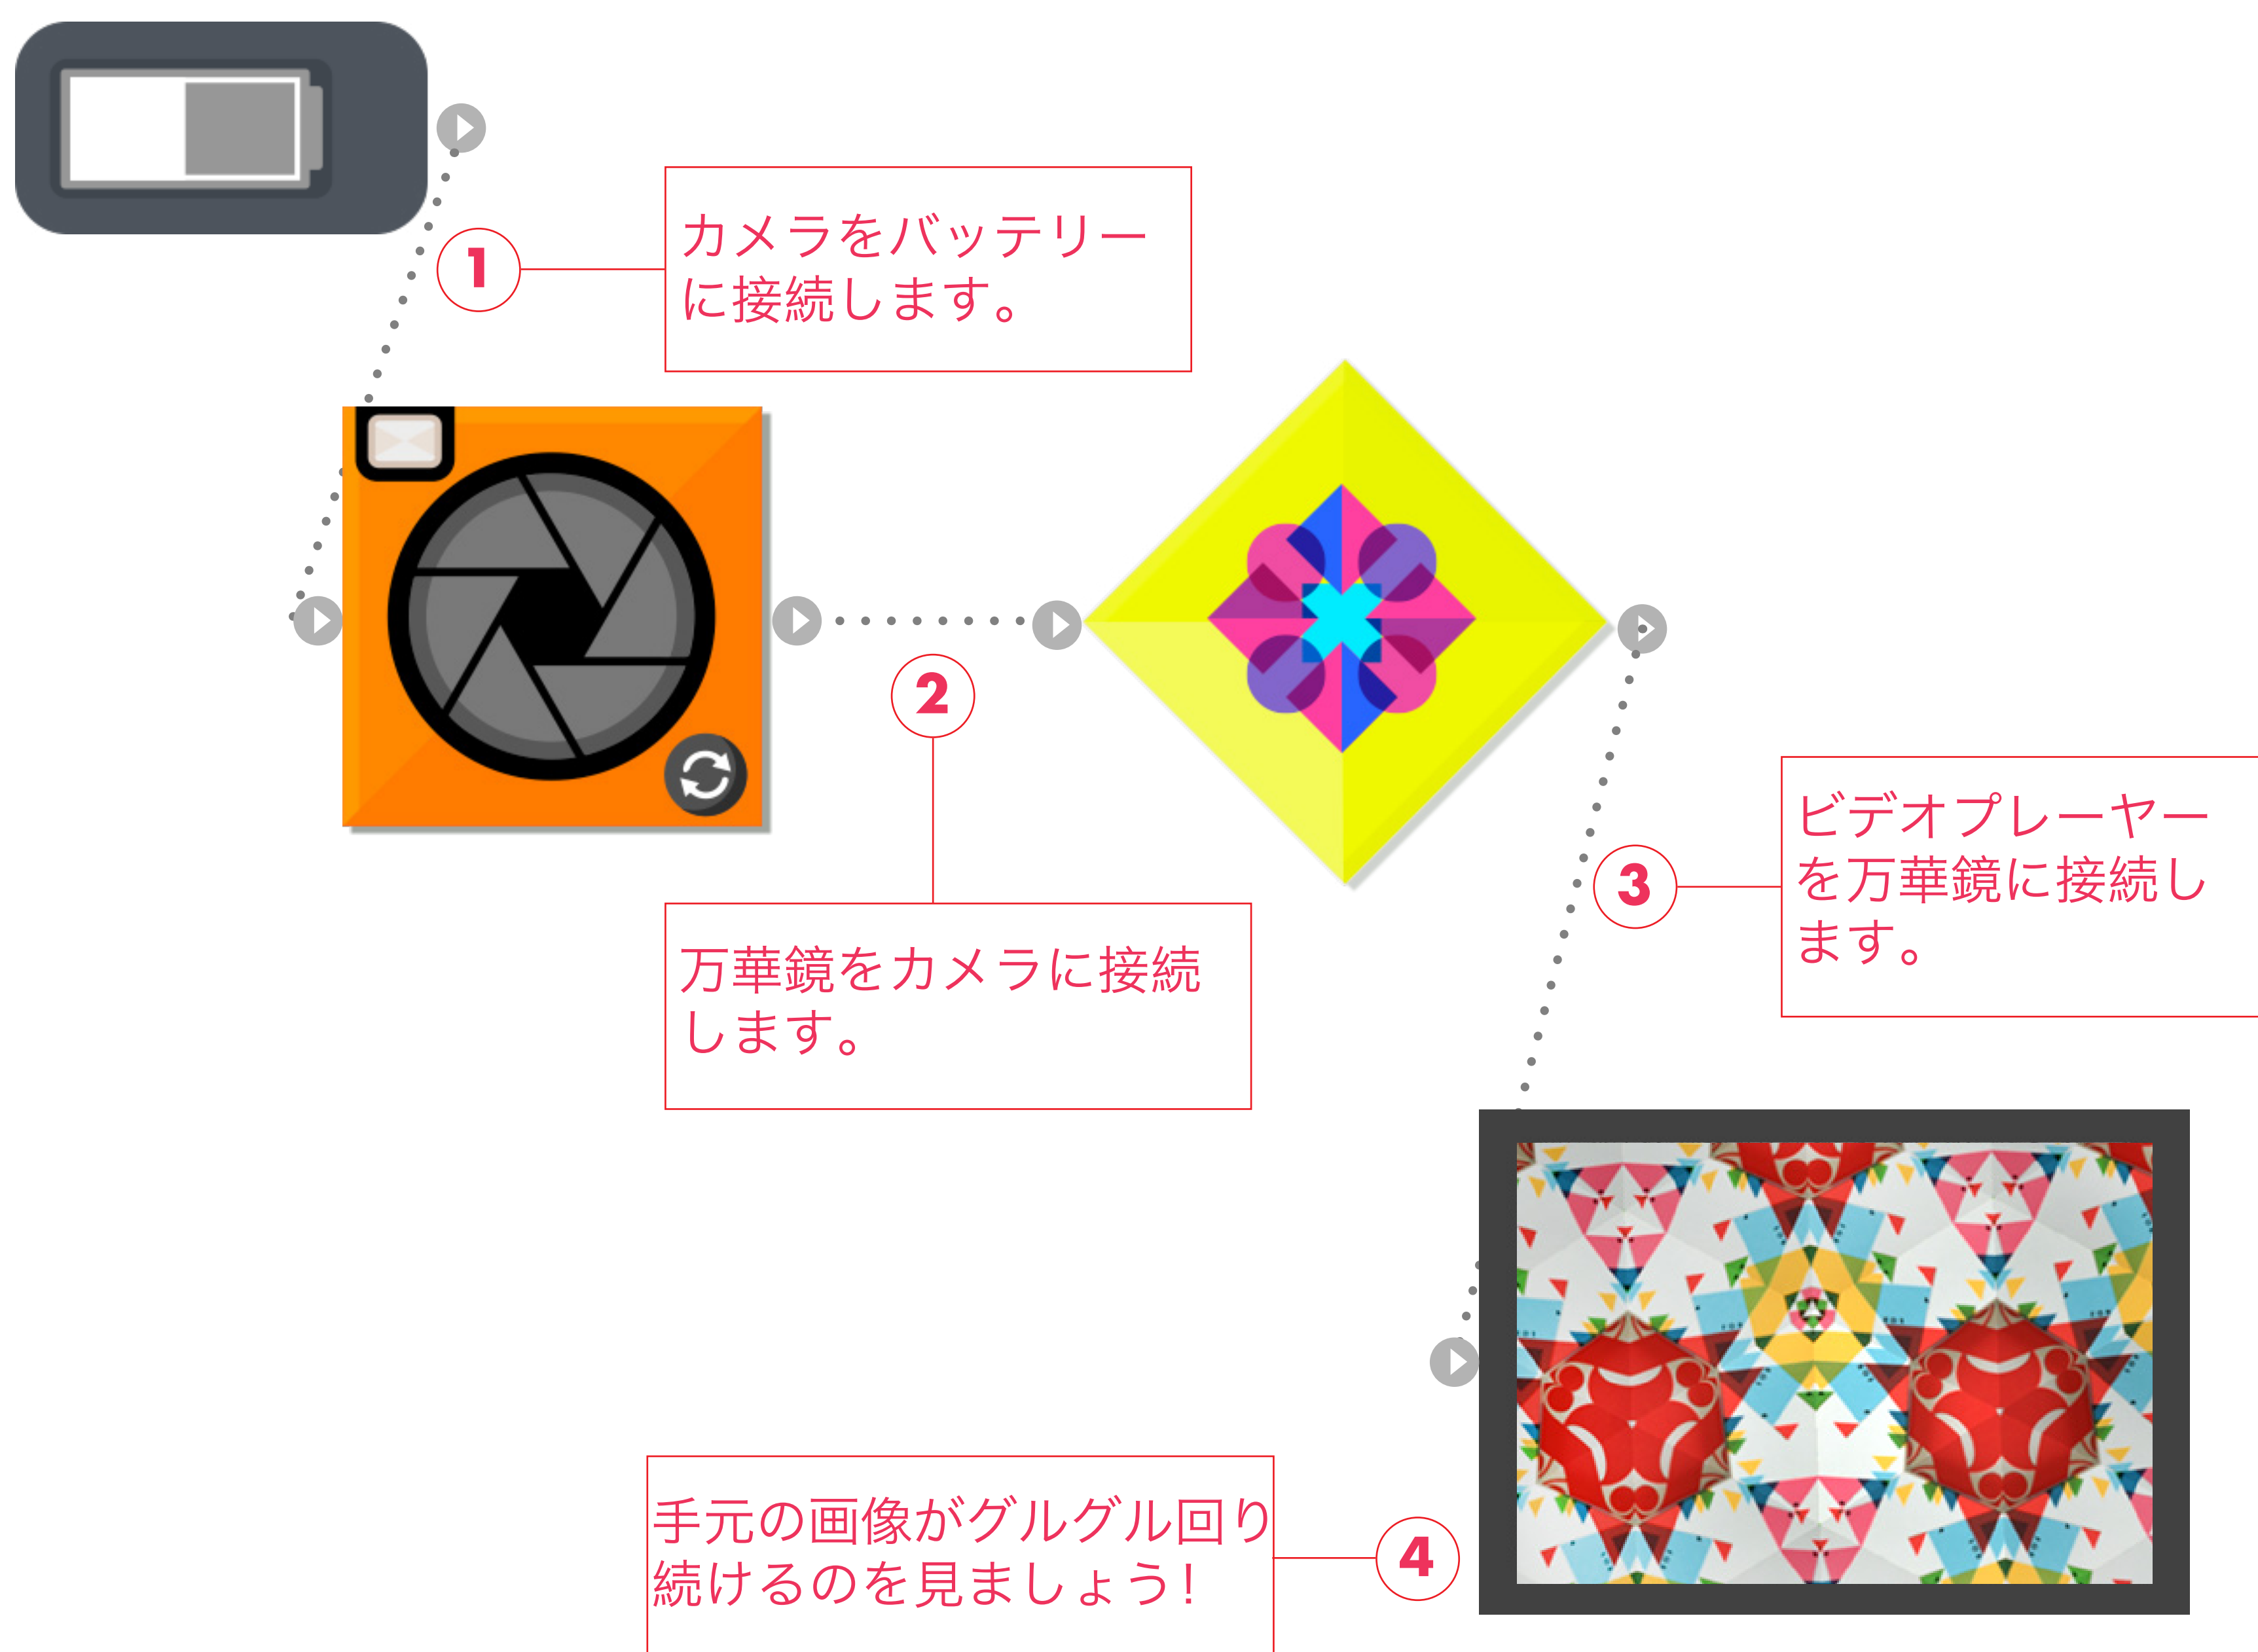 1
カメラをバッテリー
に接続します。
2
万華鏡をカメラに接続
します。
3
ビデオプレーヤー
を万華鏡に接続し
ます。
手元の画像がグルグル回り
続けるのを見ましょう!
4